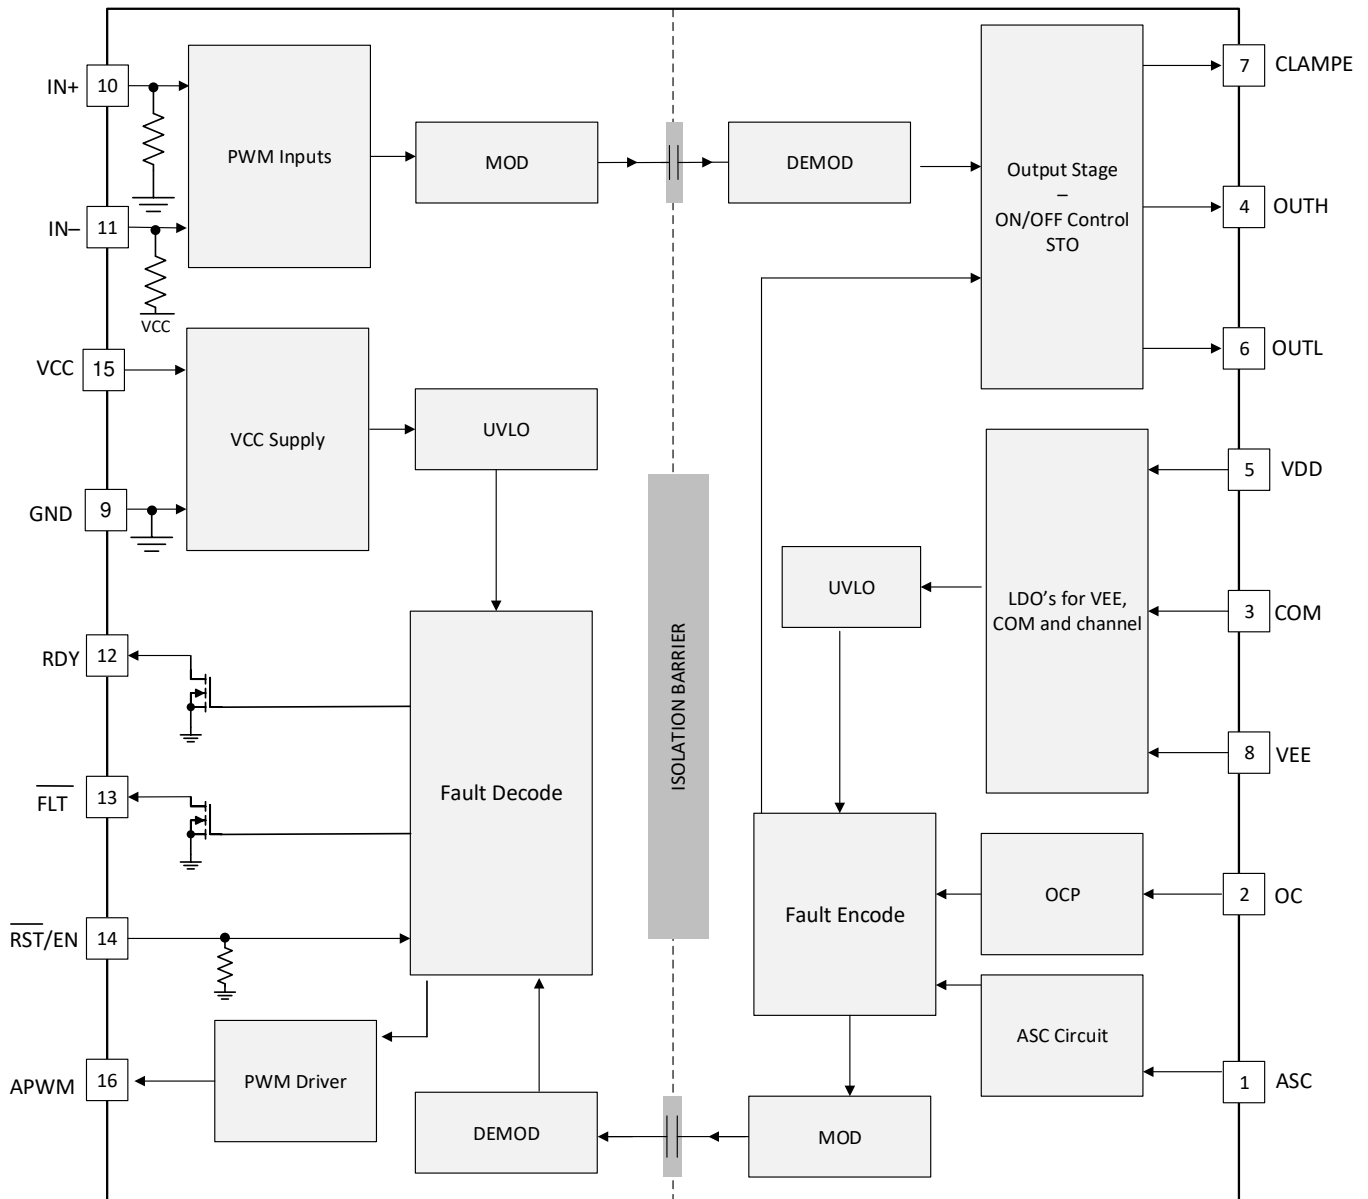 IN+
10
IN–
11
VCC
PWM Inputs
MOD
DEMOD
Output Stage
–
ON/OFF Control
STO
7
CLAMPE
4
OUTH
6
OUTL
VCC
15
GND
9
VCC Supply
UVLO
5
VDD
3
COM
8
VEE
LDO's for VEE,
COM and channel
UVLO
ISOLATION BARRIER
RDY
12
FLT
13
RST/EN
14
APWM
16
Fault Decode
PWM Driver
DEMOD
MOD
Fault Encode
OCP
2
OC
ASC Circuit
1
ASC